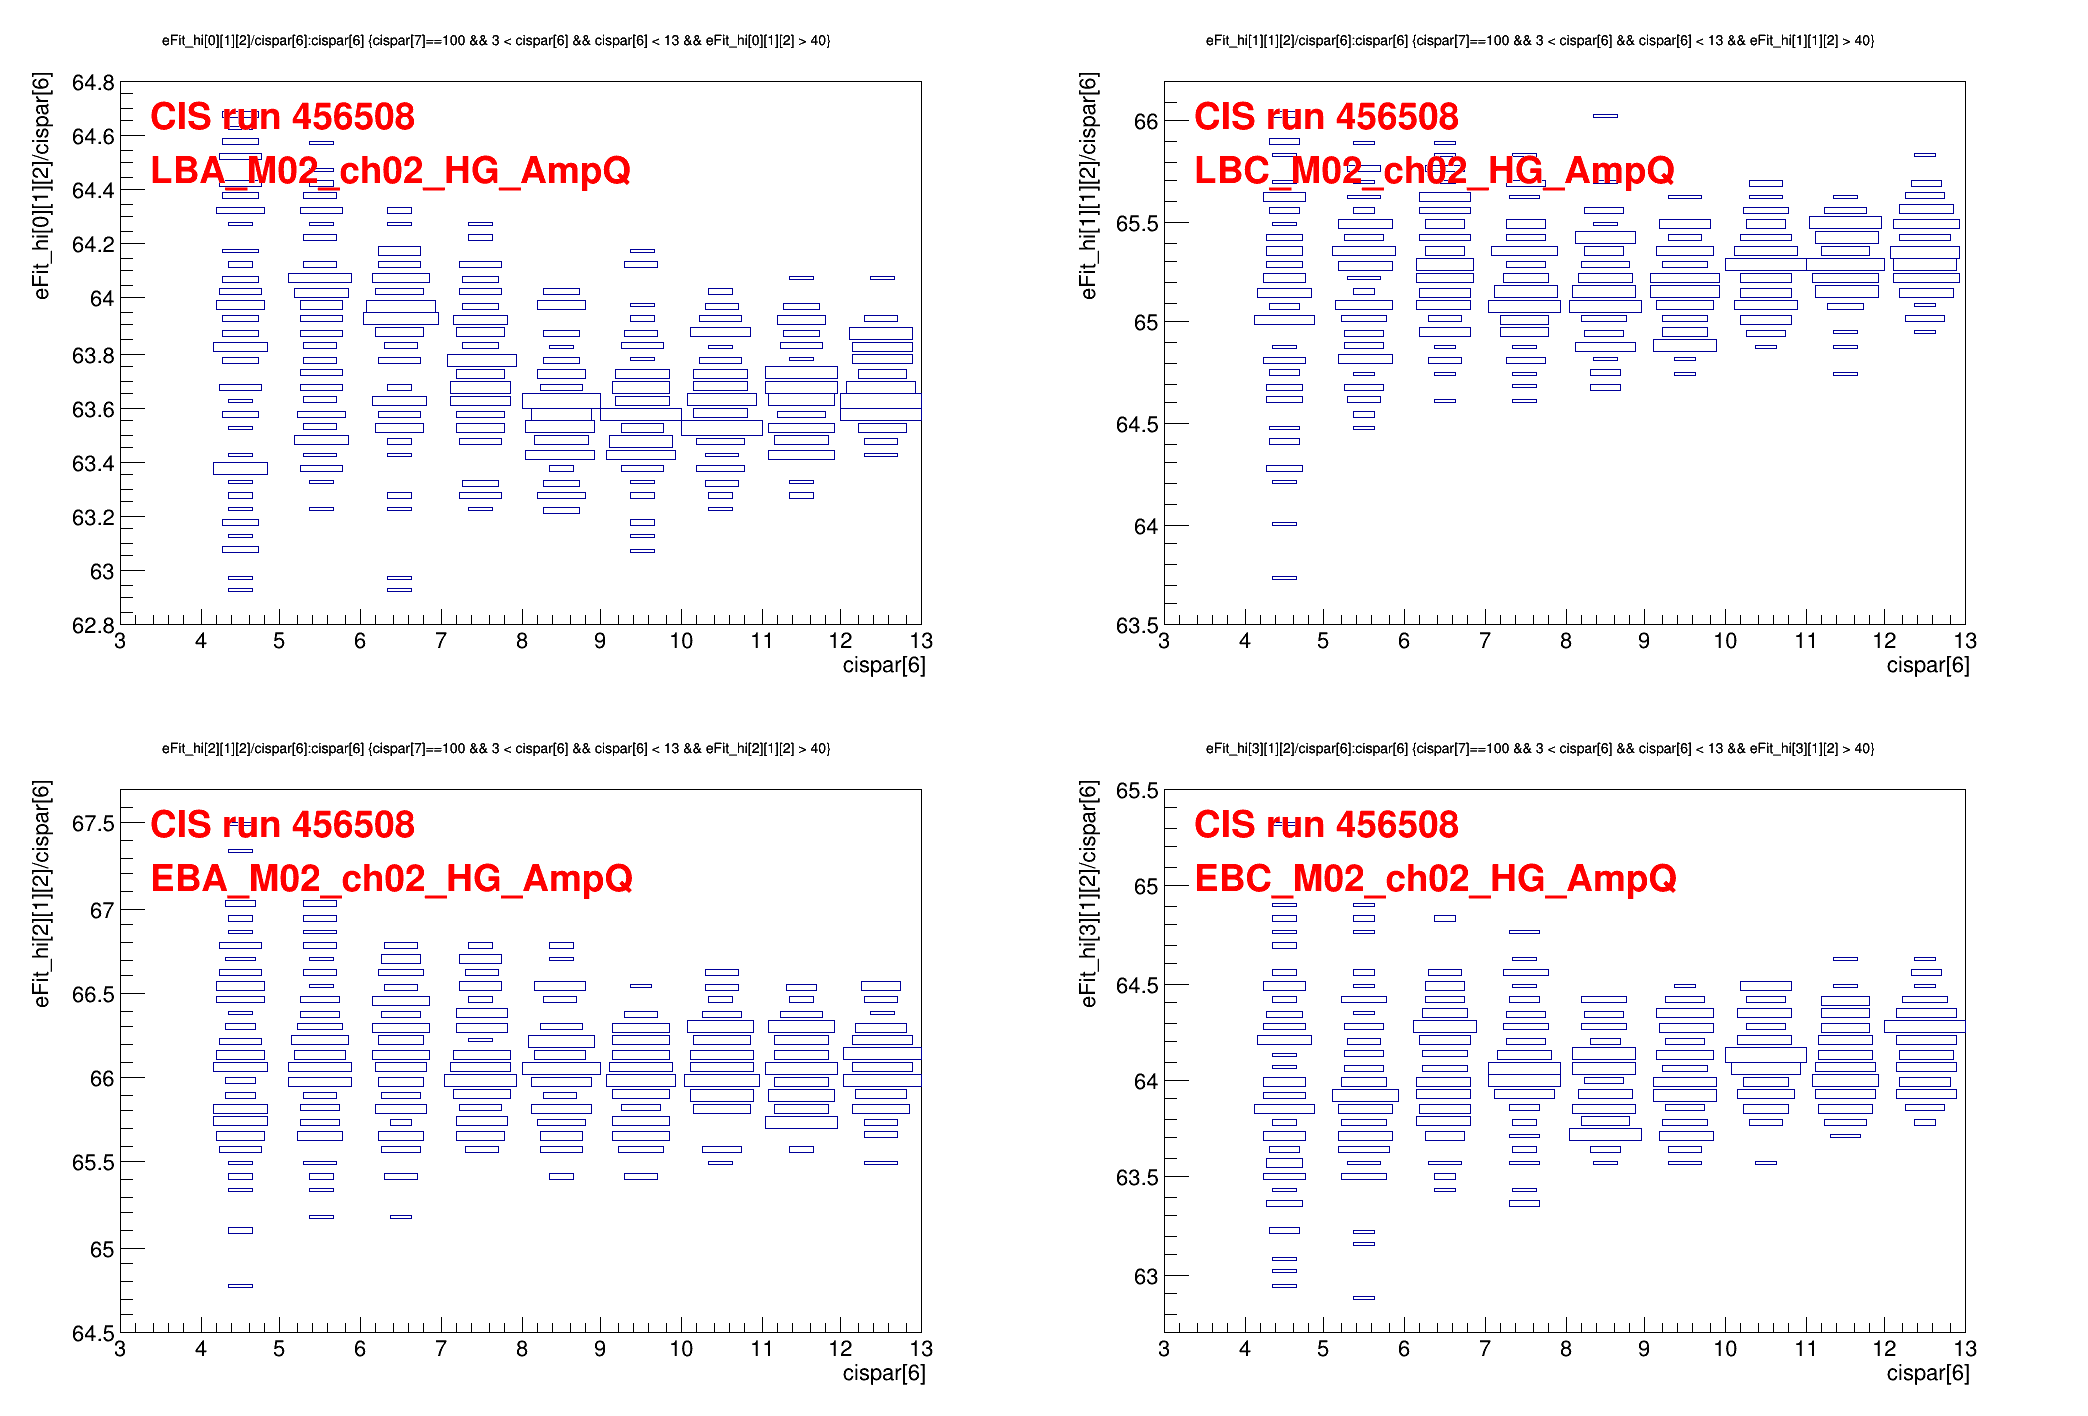 eFit_hi[0][1][2]/cispar[6]:cispar[6] {cispar[7]==100 && 3 < cispar[6] && cispar[6] < 13 && eFit_hi[0][1][2] > 40}
eFit_hi[0][1][2]/cispar[6]
CIS run 456508
LBA_M02_ch02_HG_AmpQ
64.8
64.6
64.4
64.2
64
63.8
63.6
63.4
63.2
63
62.8
3 4 5 6 7 8 9 10 11 12 13
cispar[6]
eFit_hi[1][1][2]/cispar[6]:cispar[6] {cispar[7]==100 && 3 < cispar[6] && cispar[6] < 13 && eFit_hi[1][1][2] > 40}
eFit_hi[1][1][2]/cispar[6]
CIS run 456508
LBC_M02_ch02_HG_AmpQ
66
65.5
65
64.5
64
63.5
3 4 5 6 7 8 9 10 11 12 13
cispar[6]
eFit_hi[2][1][2]/cispar[6]:cispar[6] {cispar[7]==100 && 3 < cispar[6] && cispar[6] < 13 && eFit_hi[2][1][2] > 40}
eFit_hi[2][1][2]/cispar[6]
CIS run 456508
EBA_M02_ch02_HG_AmpQ
67.5
67
66.5
66
65.5
65
64.5
3 4 5 6 7 8 9 10 11 12 13
cispar[6]
eFit_hi[3][1][2]/cispar[6]:cispar[6] {cispar[7]==100 && 3 < cispar[6] && cispar[6] < 13 && eFit_hi[3][1][2] > 40}
eFit_hi[3][1][2]/cispar[6]
CIS run 456508
EBC_M02_ch02_HG_AmpQ
65.5
65
64.5
64
63.5
63
3 4 5 6 7 8 9 10 11 12 13
cispar[6]